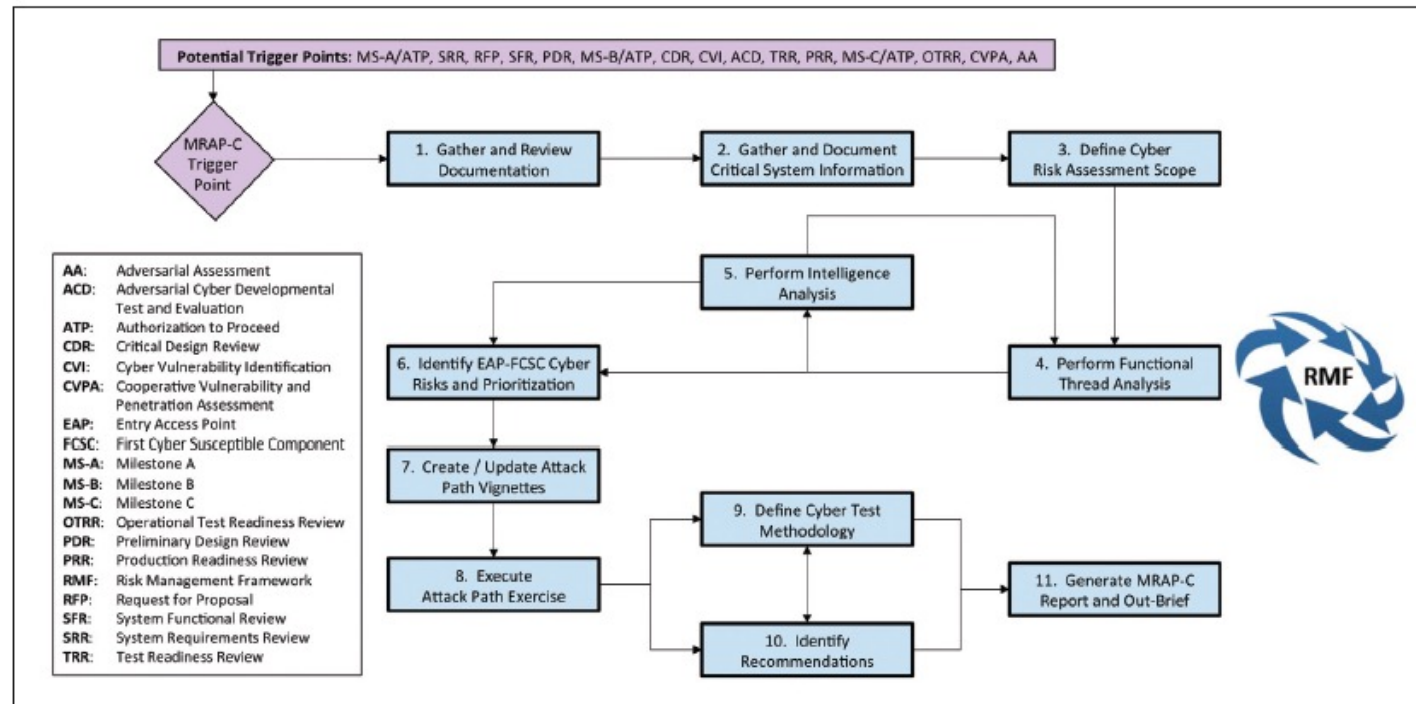 Potential Trigger Points: MS-A/ATP, SRR, RFP, SFR, PDR, MS-B/ATP, CDR, CVI, ACD, TRR, PRR, MS-C/ATP, OTRR, CVPA, AA
MRAP-C
Trigger
Point
1. Gather and Review
Documentation
2. Gather and Document
Critical System Information
3. Define Cyber
Risk Assessment Scope
5. Perform Intelligence
Analysis
6. Identify EAP-FCSC Cyber
Risks and Prioritization
4. Perform Functional
Thread Analysis
RMF
7. Create / Update Attack
Path Vignettes
8. Execute
Attack Path Exercise
9. Define Cyber Test
Methodology
10. Identify
Recommendations
11. Generate MRAP-C
Report and Out-Brief
AA: Adversarial Assessment
ACD: Adversarial Cyber Developmental
Test and Evaluation
ATP: Authorization to Proceed
CDR: Critical Design Review
CVI: Cyber Vulnerability Identification
CVPA: Cooperative Vulnerability and
Penetration Assessment
EAP: Entry Access Point
FCSC: First Cyber Susceptible Component
MS-A: Milestone A
MS-B: Milestone B
MS-C: Milestone C
OTRR: Operational Test Readiness Review
PDR: Preliminary Design Review
PRR: Production Readiness Review
RMF: Risk Management Framework
RFP: Request for Proposal
SFR: System Functional Review
SRR: System Requirements Review
TRR: Test Readiness Review